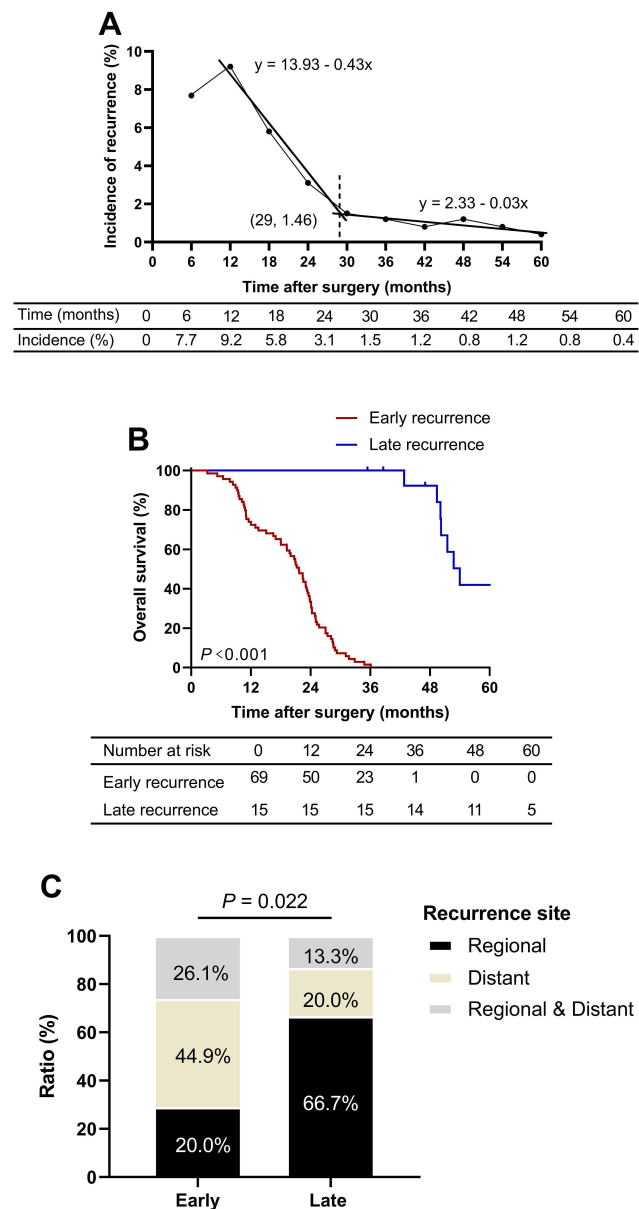 A
Incidence of recurrence (%)
10
8
6
4
2
0
y = 13.93 - 0.43x
y = 2.33 - 0.03x
(29, 1.46)
0 6 12 18 24 30 36 42 48 54 60
Time after surgery (months)
Time (months) 0 6 12 18 24 30 36 42 48 54 60
Incidence (%) 0 7.7 9.2 5.8 3.1 1.5 1.2 0.8 1.2 0.8 0.4
B
Early recurrence
Late recurrence
Overall survival (%)
100
80
60
40
20
0
P<0.001
0 12 24 36 48 60
Time after surgery (months)
Number at risk 0 12 24 36 48 60
Early recurrence 69 50 23 1 0 0
Late recurrence 15 15 15 14 11 5
C
P = 0.022
Ratio (%)
100
80
60
40
20
0
26.1%
44.9%
20.0%
13.3%
20.0%
66.7%
Early Late
Recurrence site
Regional
Distant
Regional & Distant